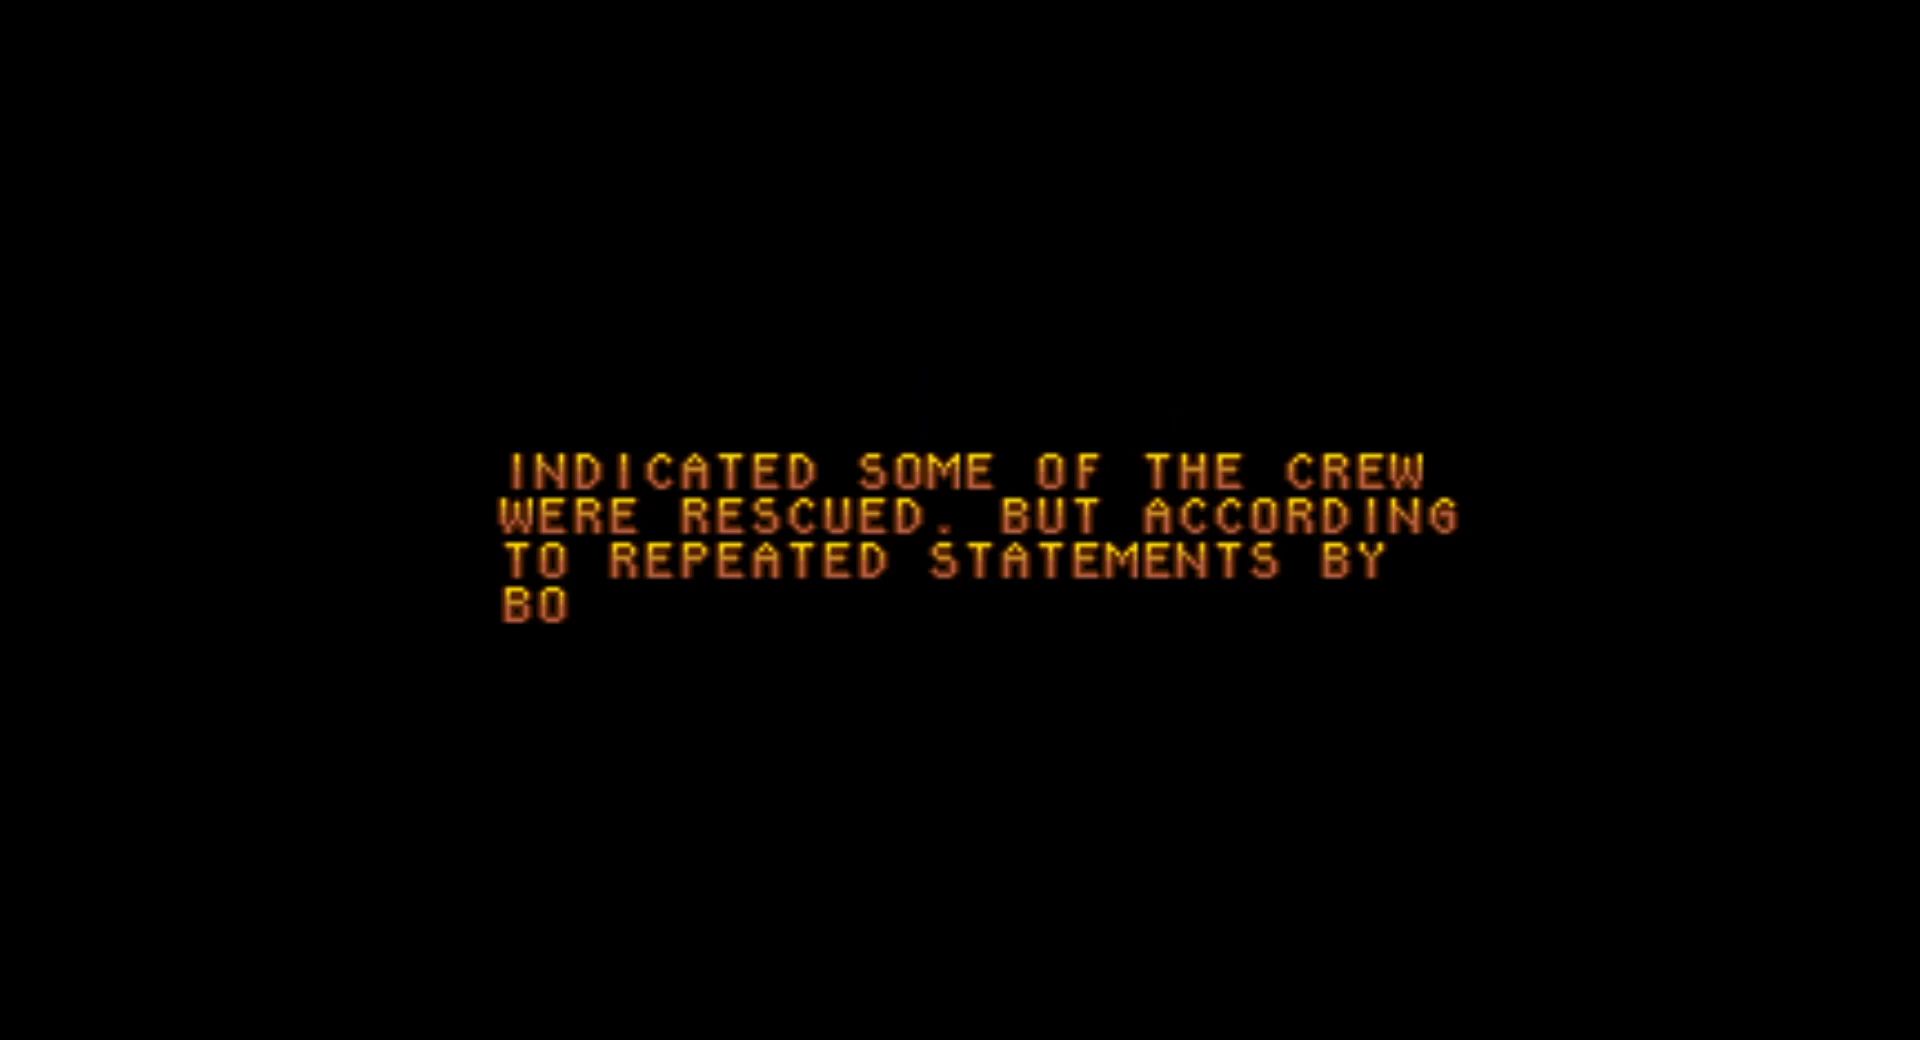 INDICATED SOME OF THE CREW
WERE RESCUED. BUT ACCORDING
TO REPEATED STATEMENTS BY
BO